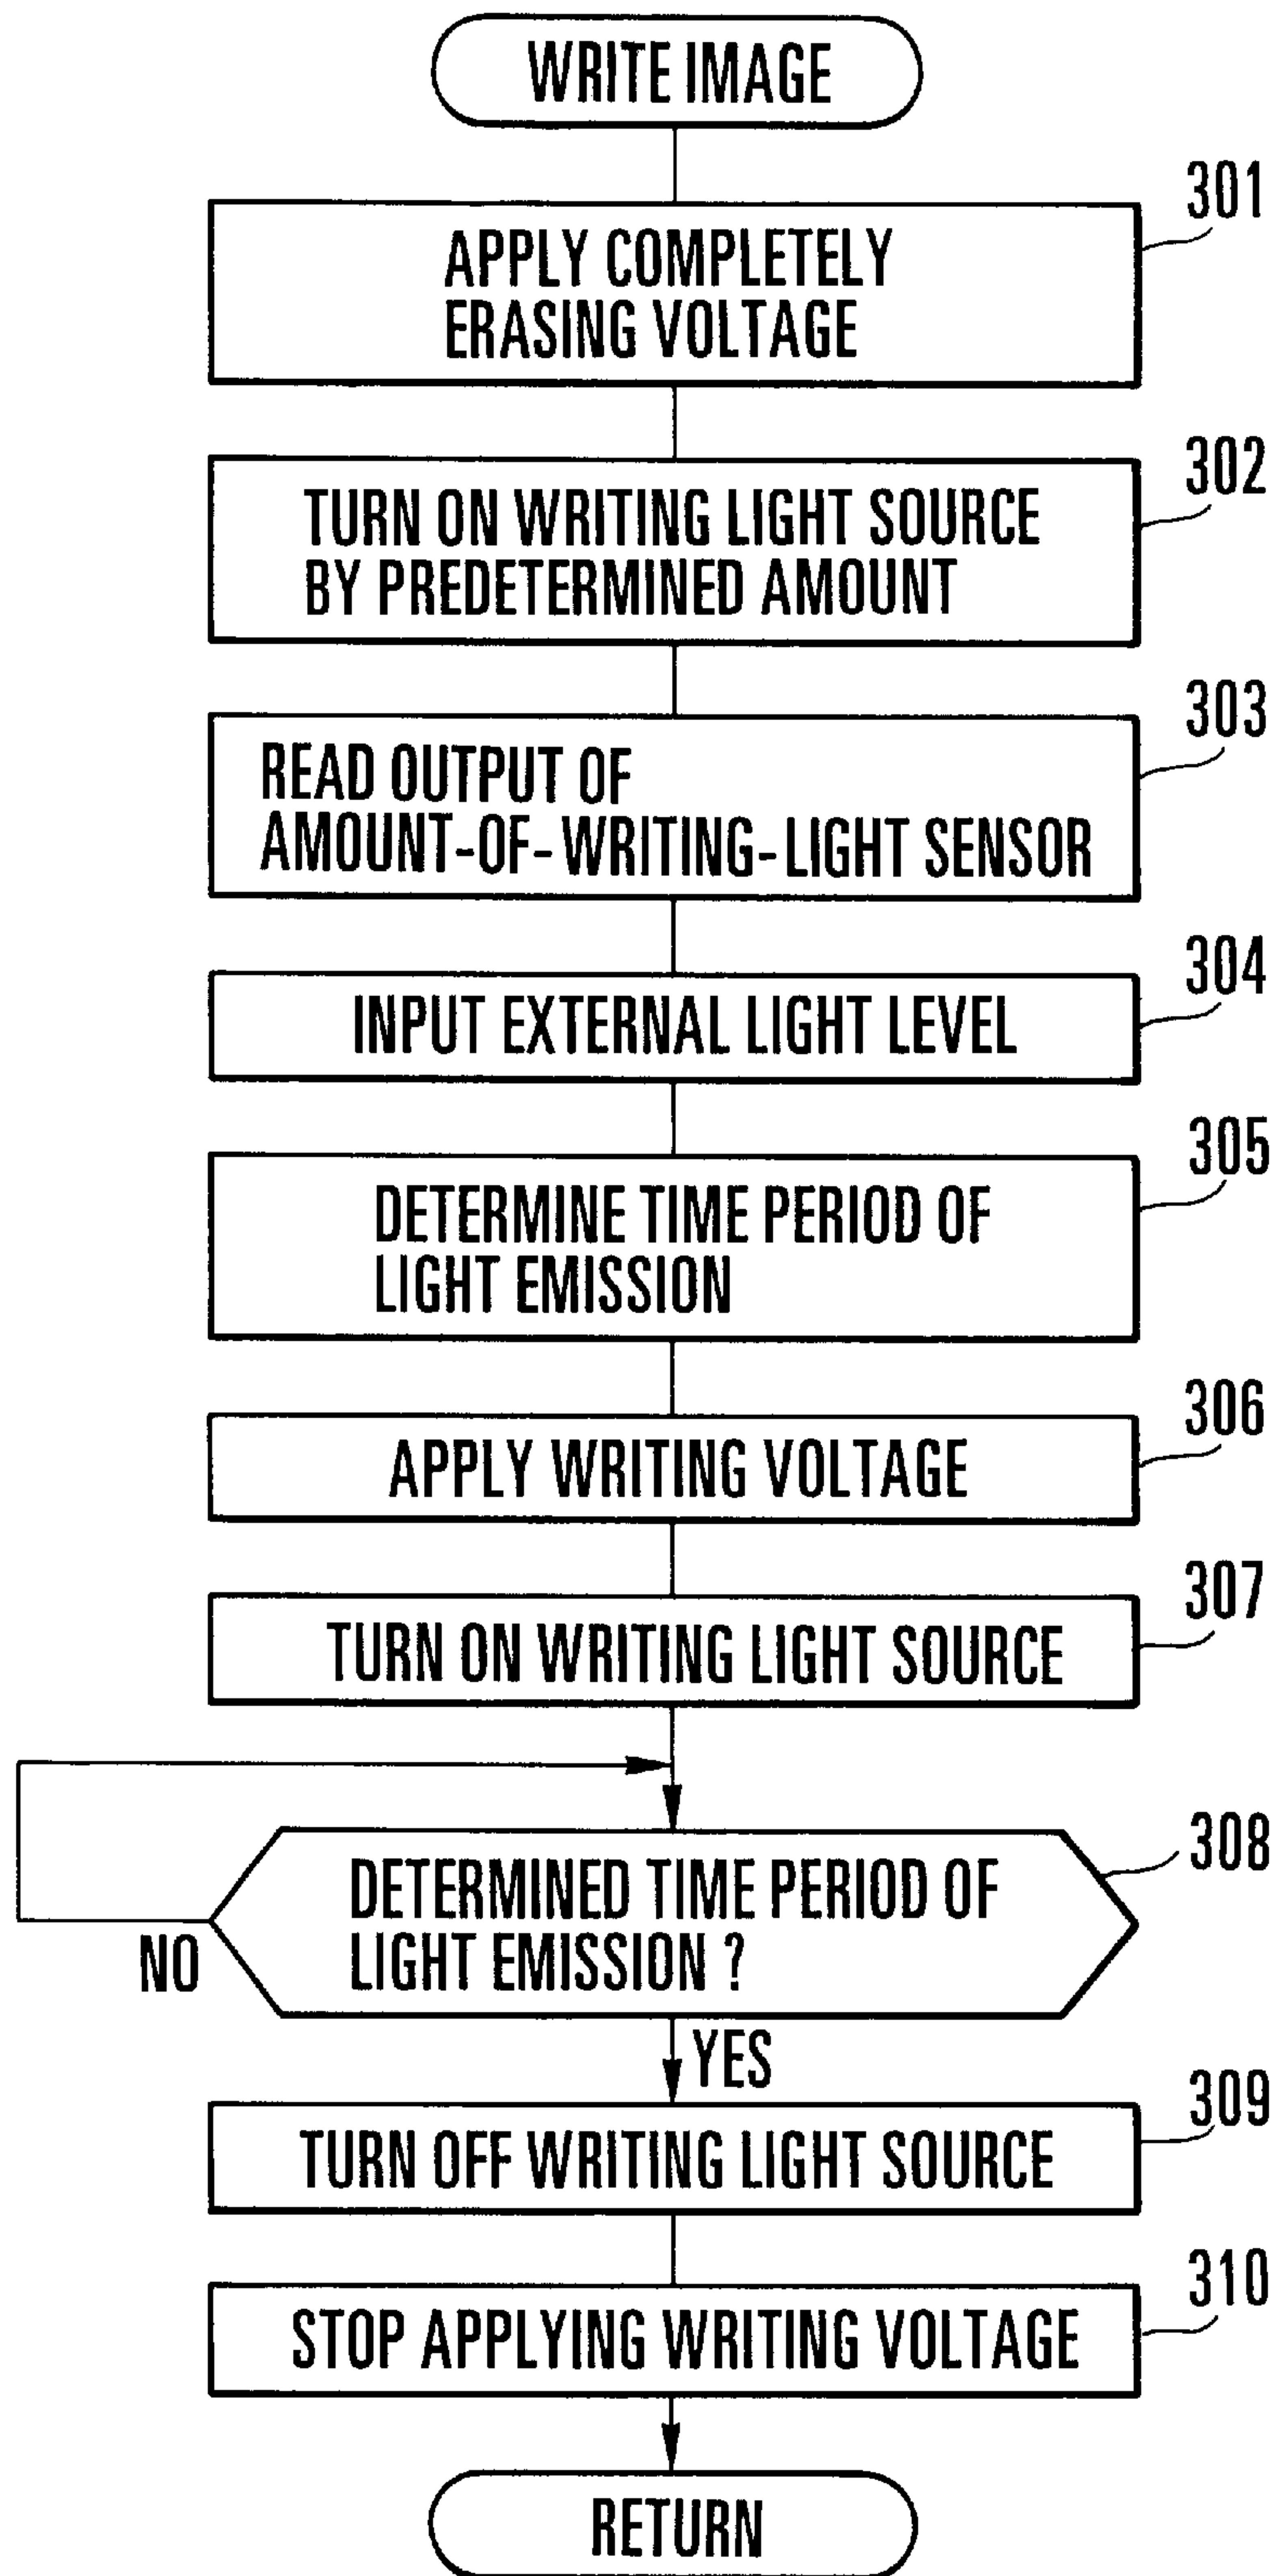 WRITE IMAGE
301
APPLY COMPLETELY
ERASING VOLTAGE
302
TURN ON WRITING LIGHT SOURCE
BY PREDETERMINED AMOUNT
303
READ OUTPUT OF
AMOUNT-OF-WRITING-LIGHT SENSOR
304
INPUT EXTERNAL LIGHT LEVEL
305
DETERMINE TIME PERIOD OF
LIGHT EMISSION
306
APPLY WRITING VOLTAGE
307
TURN ON WRITING LIGHT SOURCE
308
DETERMINED TIME PERIOD OF
LIGHT EMISSION ?
NO
YES
309
TURN OFF WRITING LIGHT SOURCE
310
STOP APPLYING WRITING VOLTAGE
RETURN